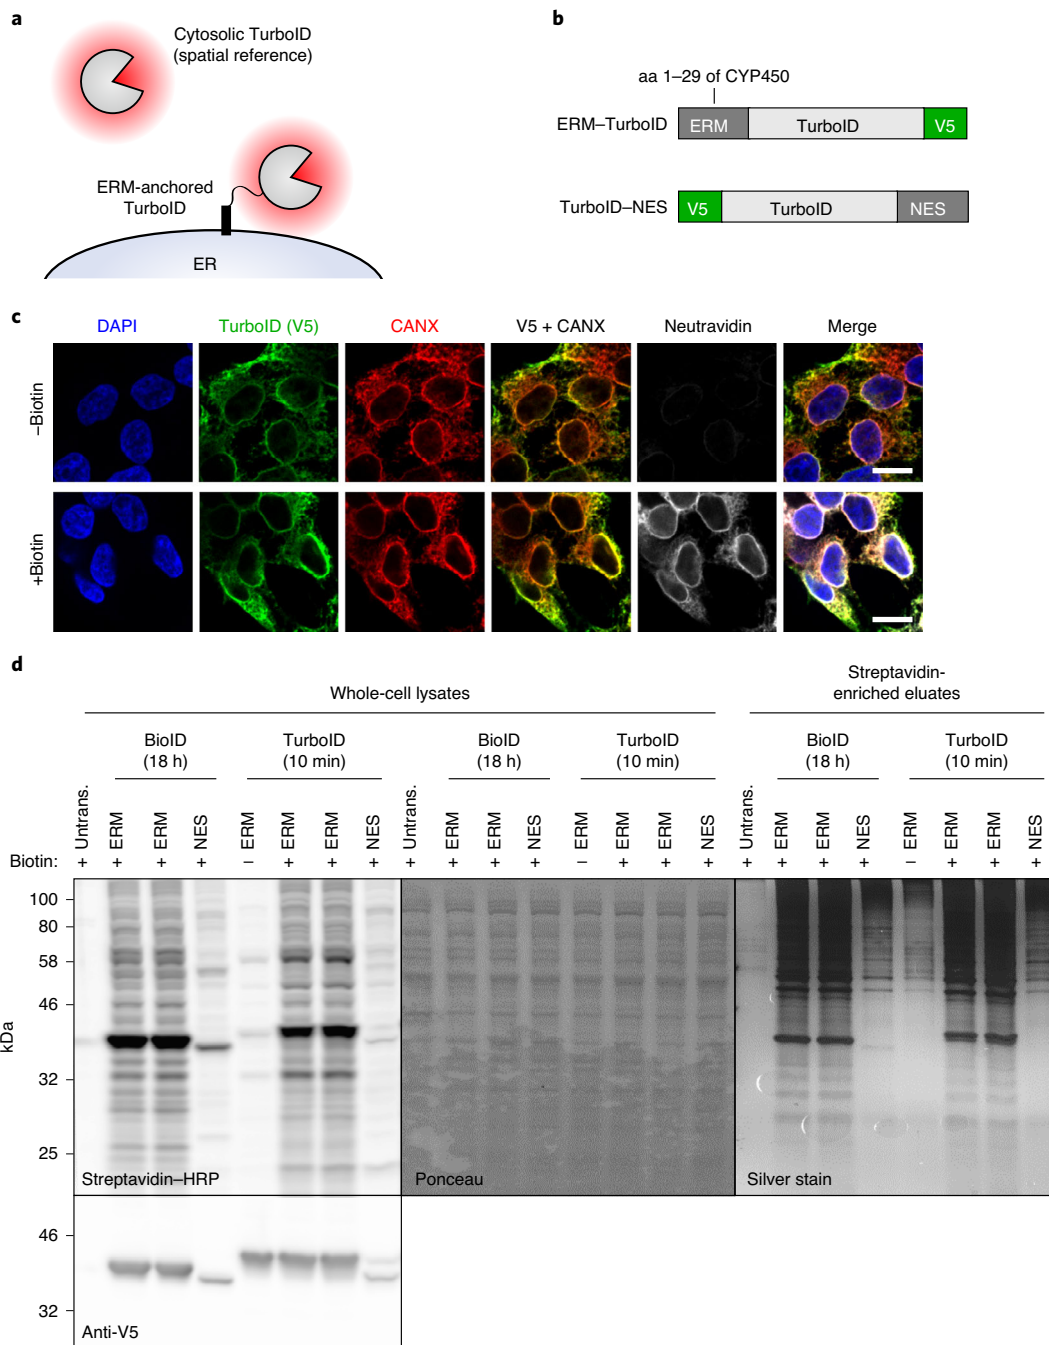 a
Cytosolic TurboID
(spatial reference)
ERM-anchored
TurboID
ER
b
aa 1–29 of CYP450
ERM–TurboID
ERM
TurboID
V5
TurboID–NES
V5
TurboID
NES
c
DAPI
TurboID (V5)
CANX
V5 + CANX
Neutravidin
Merge
–Biotin
+Biotin
d
Whole-cell lysates
Streptavidin-
enriched eluates
BioID
(18 h)
TurboID
(10 min)
BioID
(18 h)
TurboID
(10 min)
BioID
(18 h)
TurboID
(10 min)
Untrans. ERM ERM NES ERM ERM ERM NES Untrans. ERM ERM NES ERM ERM ERM NES Untrans. ERM ERM NES ERM ERM ERM NES
Biotin: + + + + – + + + + + + + – + + + + + + + – + + +
kDa
100
80
58
46
32
25
Streptavidin–HRP
Ponceau
Silver stain
46
32
Anti-V5